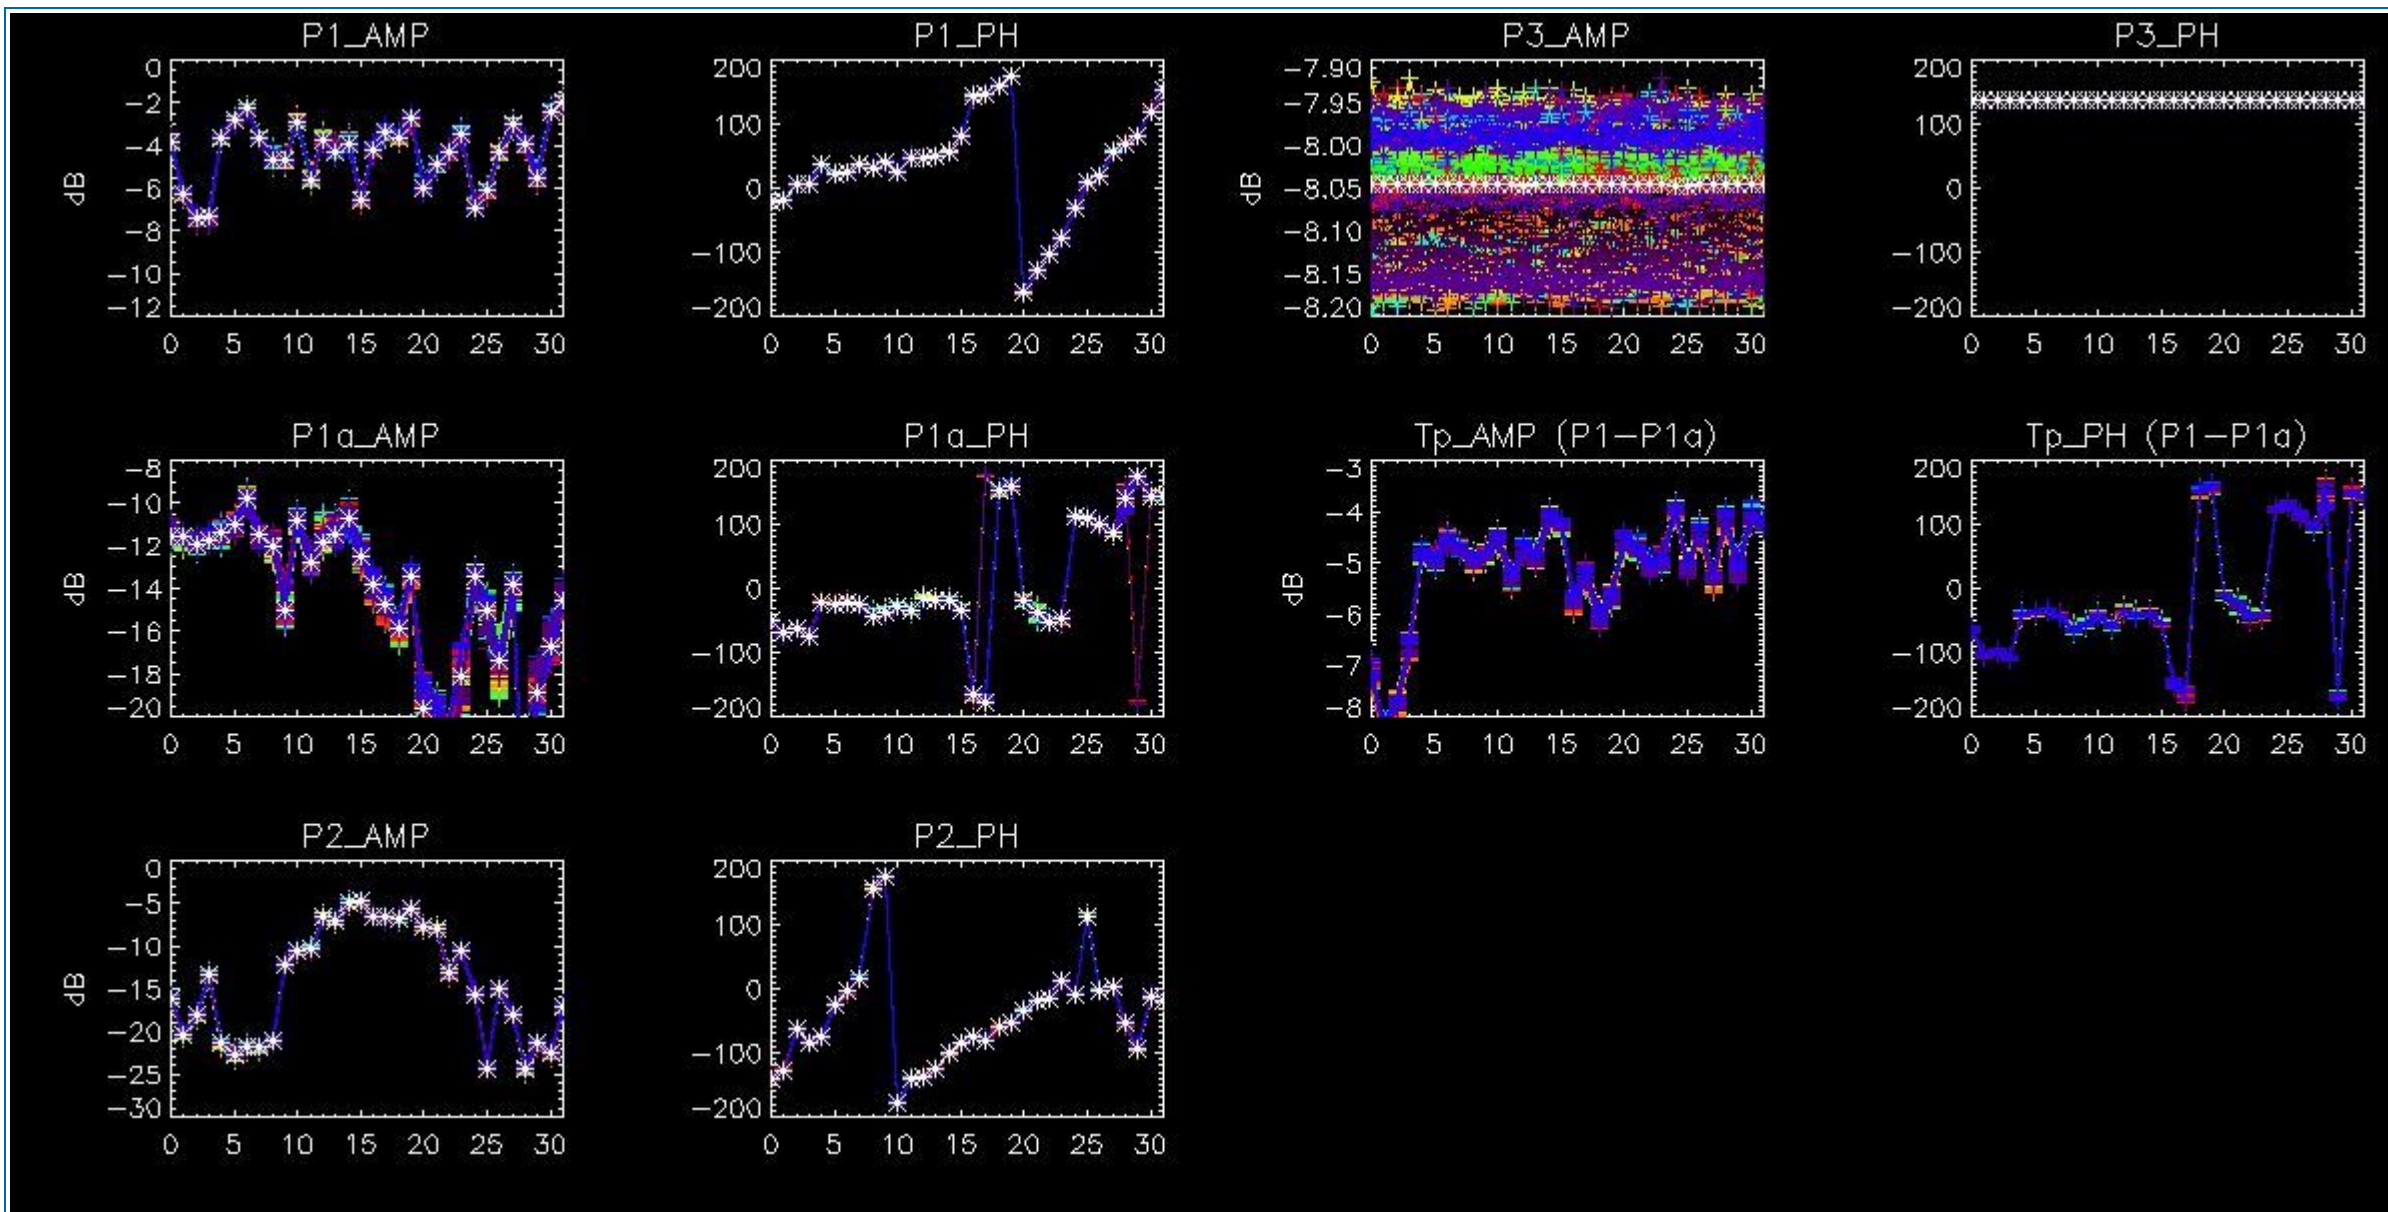 P1_AMP P1_PH P3_AMP P3_PH
0 200 −7.90 200
−2 100 −7.95 100
−4 0 −8.00 0
dB −6 −100 dB −8.05 −100
−8 −200 −8.10 −200
−10 −8.15
−12 −8.20
0 5 10 15 20 25 30 0 5 10 15 20 25 30 0 5 10 15 20 25 30 0 5 10 15 20 25 30
P1a_AMP P1a_PH Tp_AMP (P1−P1a) Tp_PH (P1−P1a)
−8 200 −3 200
−10 100 −4 100
−12 0 −5 0
dB −14 −100 dB −6 −100
−16 −200 −7 −200
−18 −8
−20
0 5 10 15 20 25 30 0 5 10 15 20 25 30 0 5 10 15 20 25 30 0 5 10 15 20 25 30
P2_AMP P2_PH
0 200
−5 100
−10 0
dB −15 −100
−20 −200
−25
−30
0 5 10 15 20 25 30 0 5 10 15 20 25 30